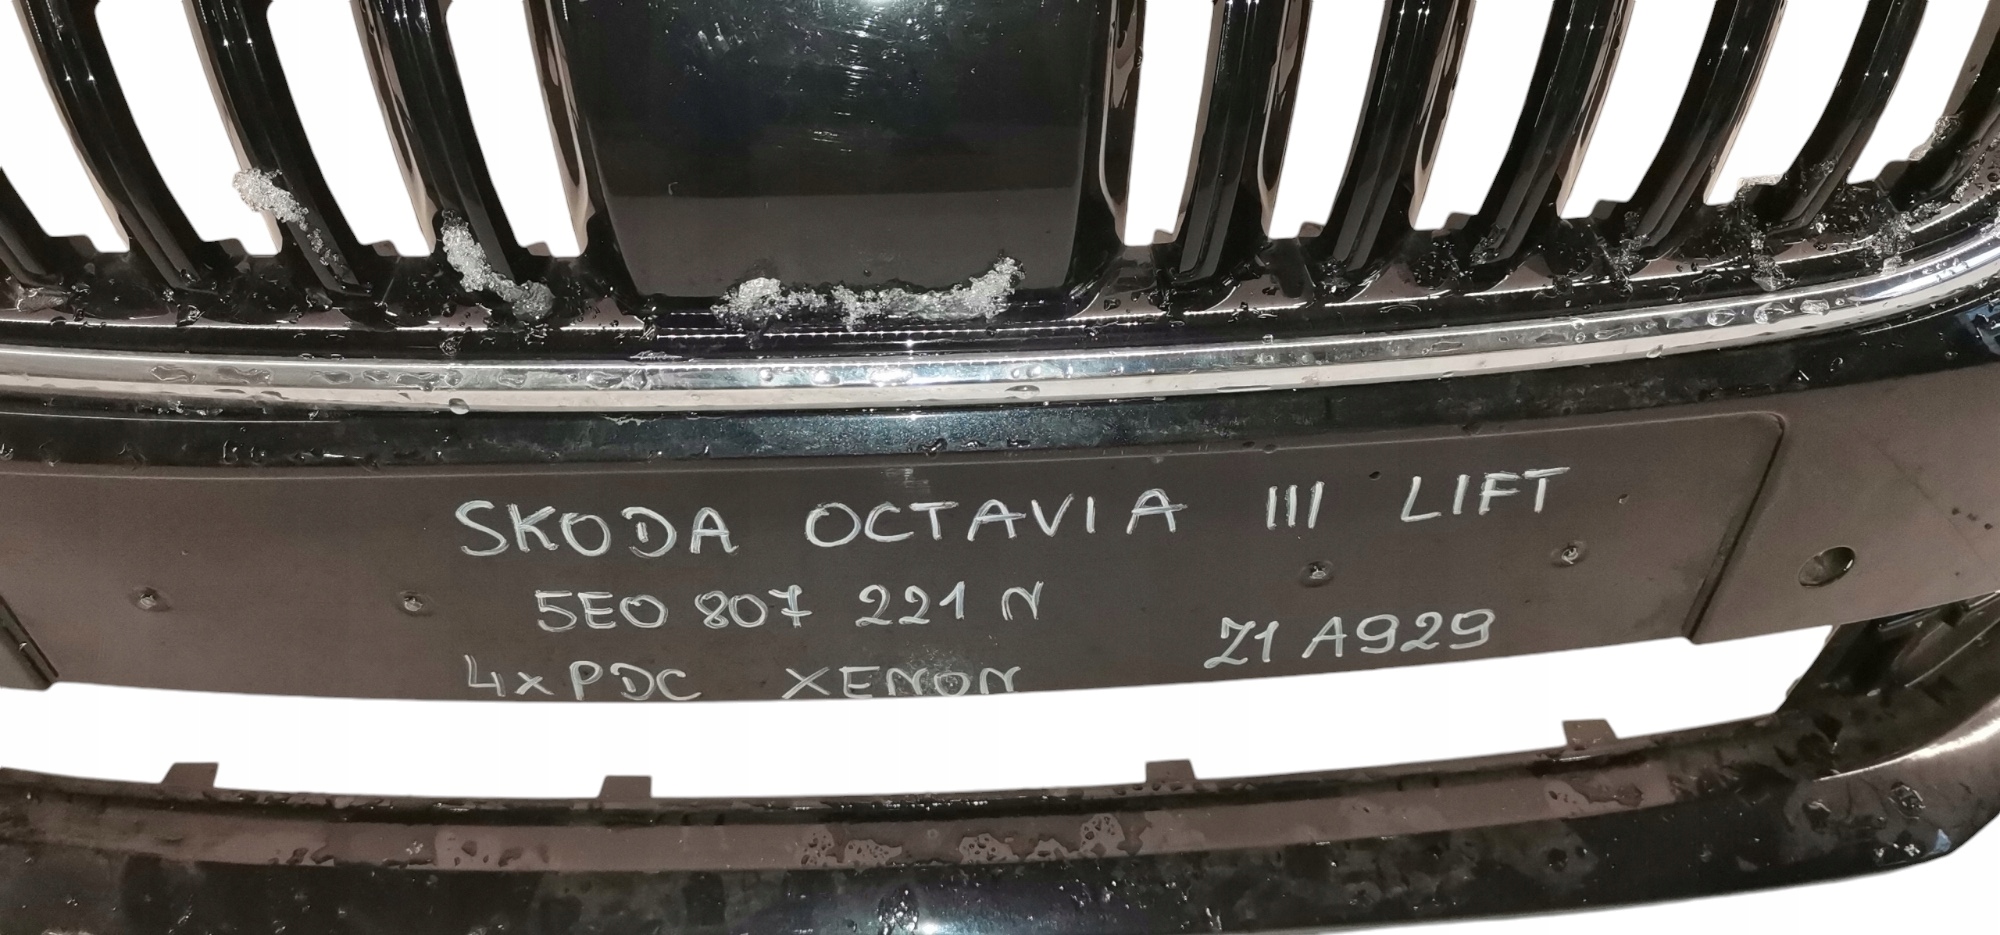 SKODA OCTAVIA III LIFT
5E0 807 221 N
Z1 A929
4xPDC XENON